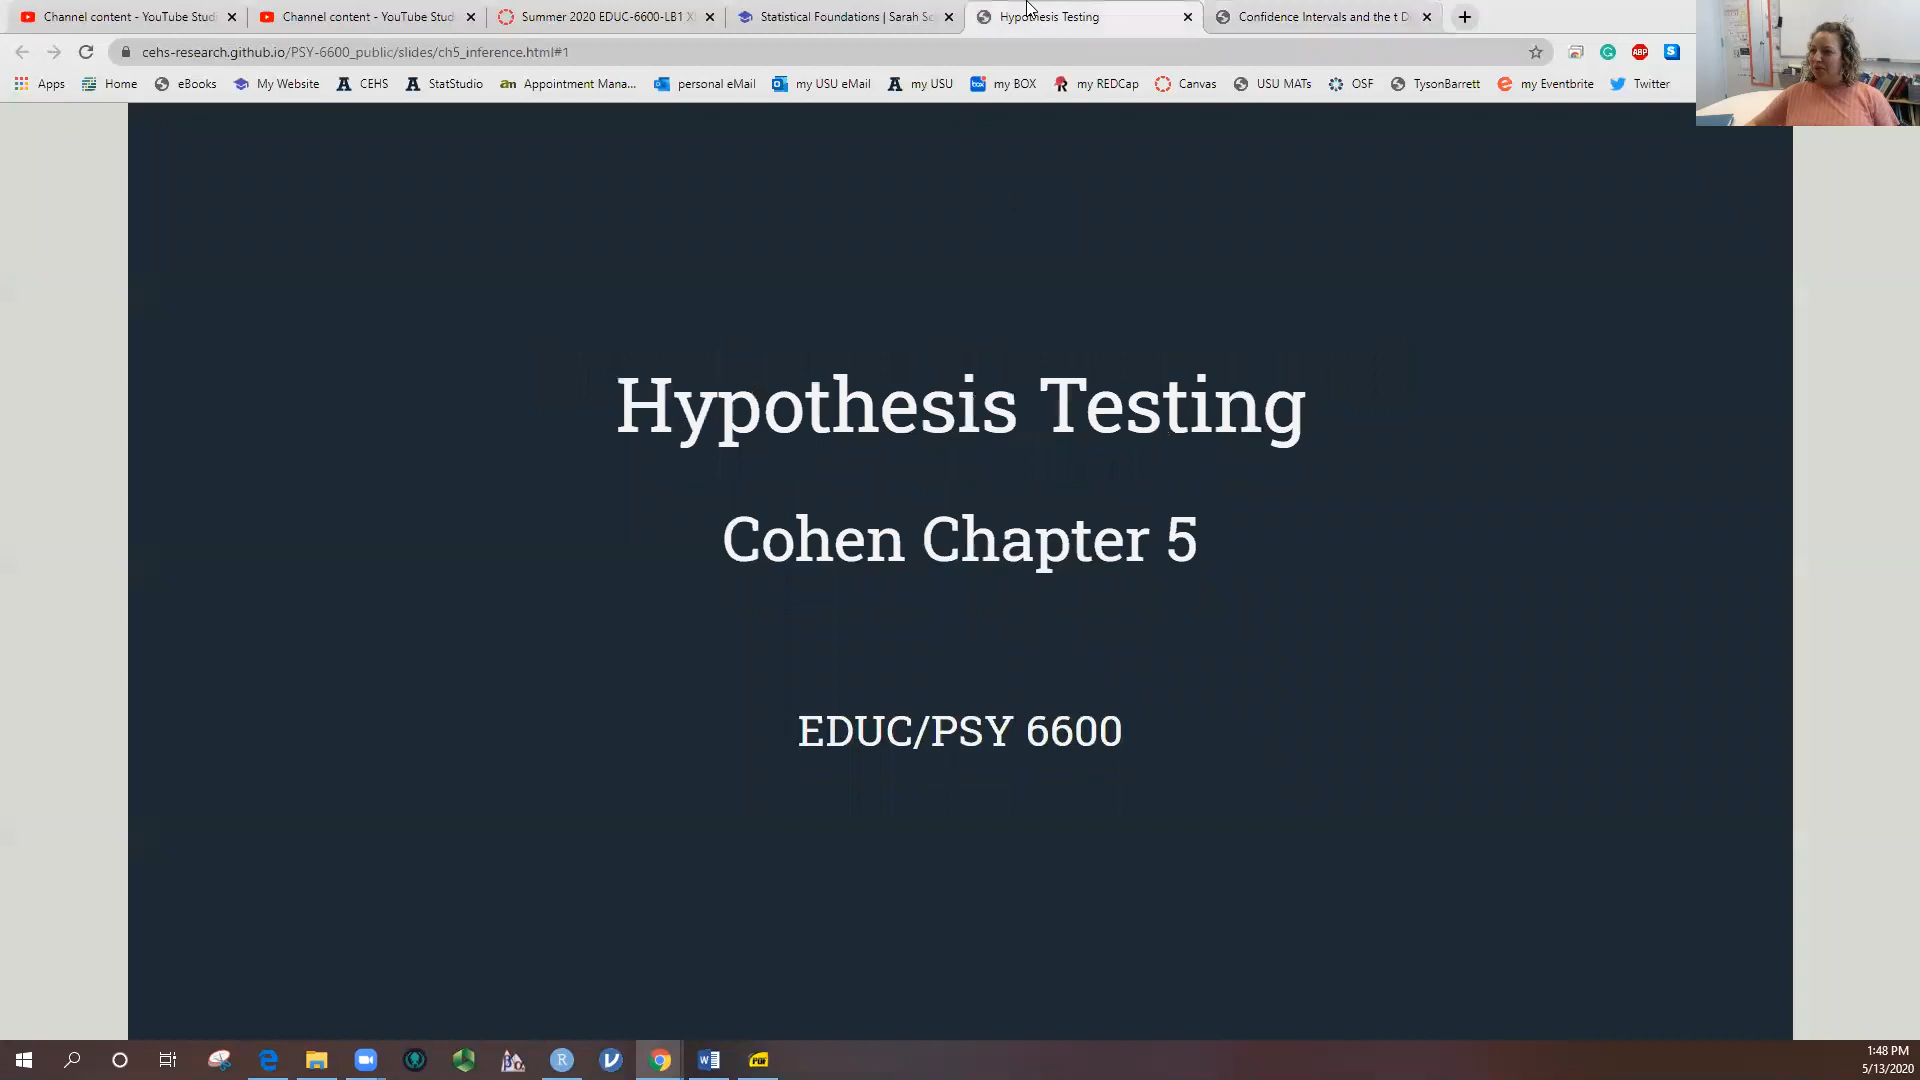 Channel content - YouTube Studi
Channel content - YouTube Studi
Summer 2020 EDUC-6600-LB1 X
Statistical Foundations | Sarah Sc
Hypothesis Testing
Confidence Intervals and the t D
cehs-research.github.io/PSY-6600_public/slides/ch5_inference.html#1
ABP
S
Apps
Home
eBooks
My Website
CEHS
StatStudio
Appointment Mana...
personal eMail
my USU eMail
my USU
my BOX
my REDCap
Canvas
USU MATs
OSF
TysonBarrett
my Eventbrite
Twitter
Hypothesis Testing
Cohen Chapter 5
EDUC/PSY 6600
1:48 PM
5/13/2020